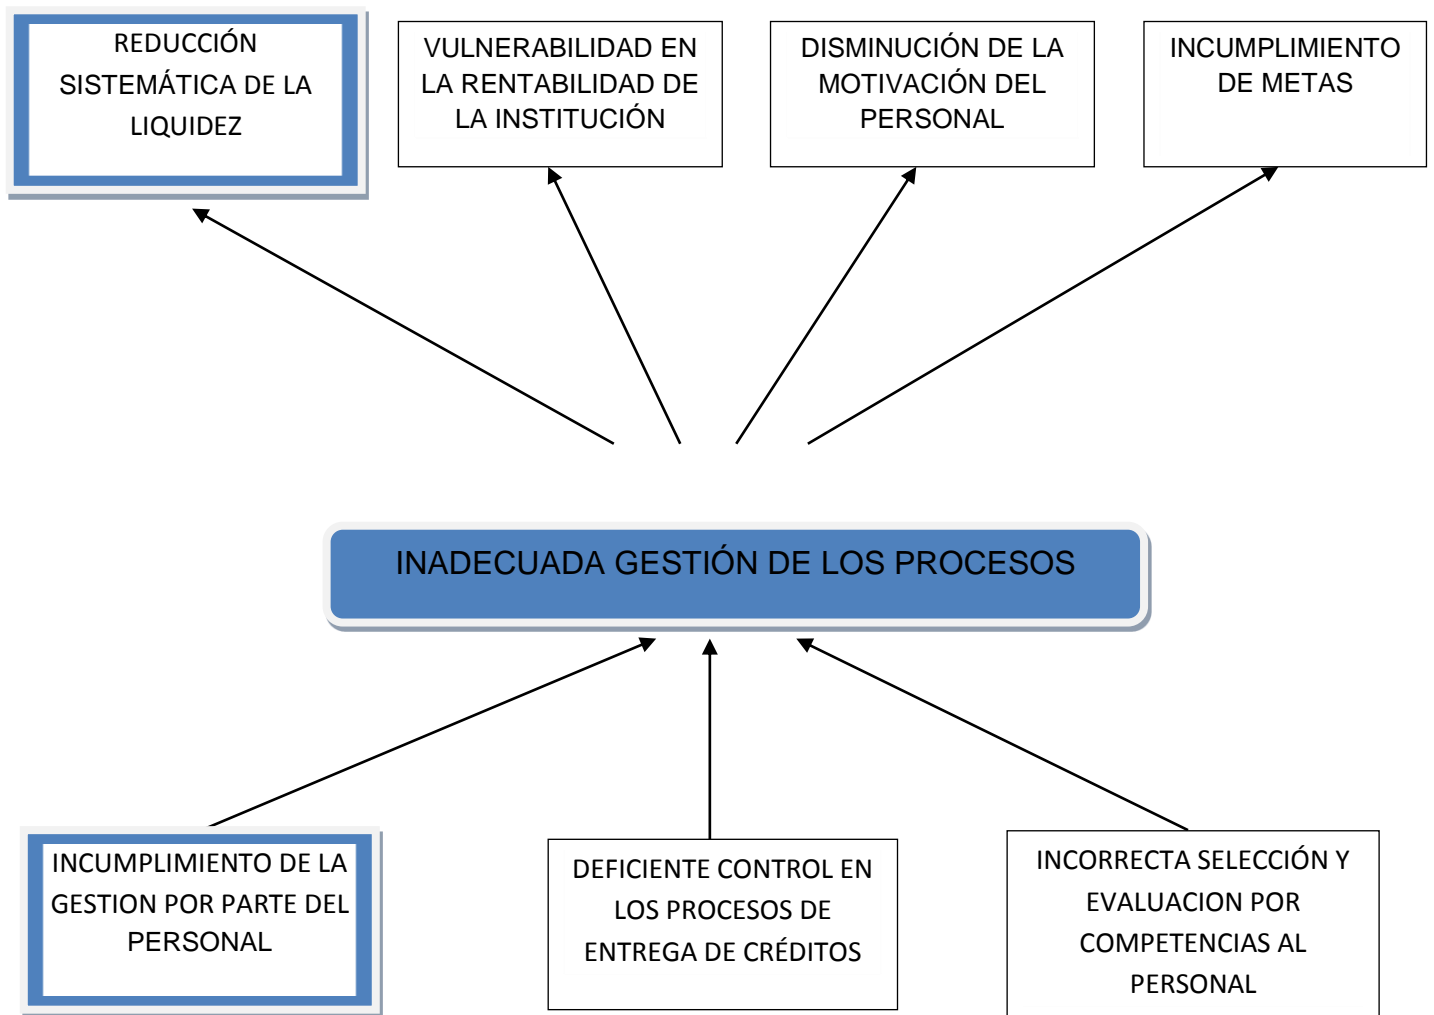 REDUCCIÓN
SISTEMÁTICA DE LA
LIQUIDEZ
VULNERABILIDAD EN
LA RENTABILIDAD DE
LA INSTITUCIÓN
DISMINUCIÓN DE LA
MOTIVACIÓN DEL
PERSONAL
INCUMPLIMIENTO
DE METAS
INADECUADA GESTIÓN DE LOS PROCESOS
INCUMPLIMIENTO DE LA
GESTION POR PARTE DEL
PERSONAL
DEFICIENTE CONTROL EN
LOS PROCESOS DE
ENTREGA DE CRÉDITOS
INCORRECTA SELECCIÓN Y
EVALUACION POR
COMPETENCIAS AL
PERSONAL